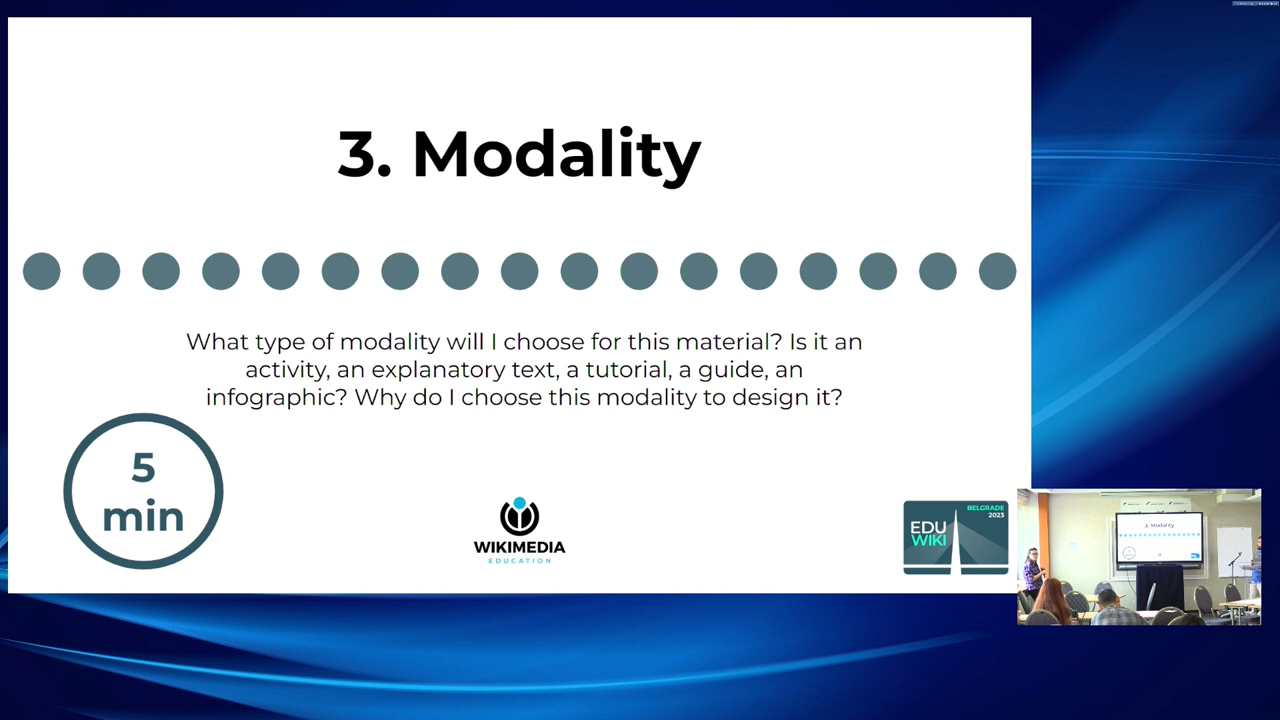 3. Modality
What type of modality will I choose for this material? Is it an
activity, an explanatory text, a tutorial, a guide, an
infographic? Why do I choose this modality to design it?
5
min
WIKIMEDIA
EDUCATION
BELGRADE
2023
EDU
WIKI
3. Modality